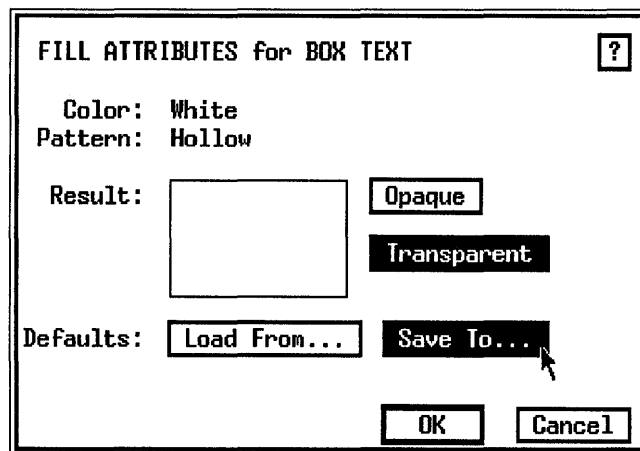 FILL ATTRIBUTES for BOX TEXT ?
Color: White
Pattern: Hollow
Result: Opaque
Transparent
Defaults: Load From... Save To...
OK Cancel